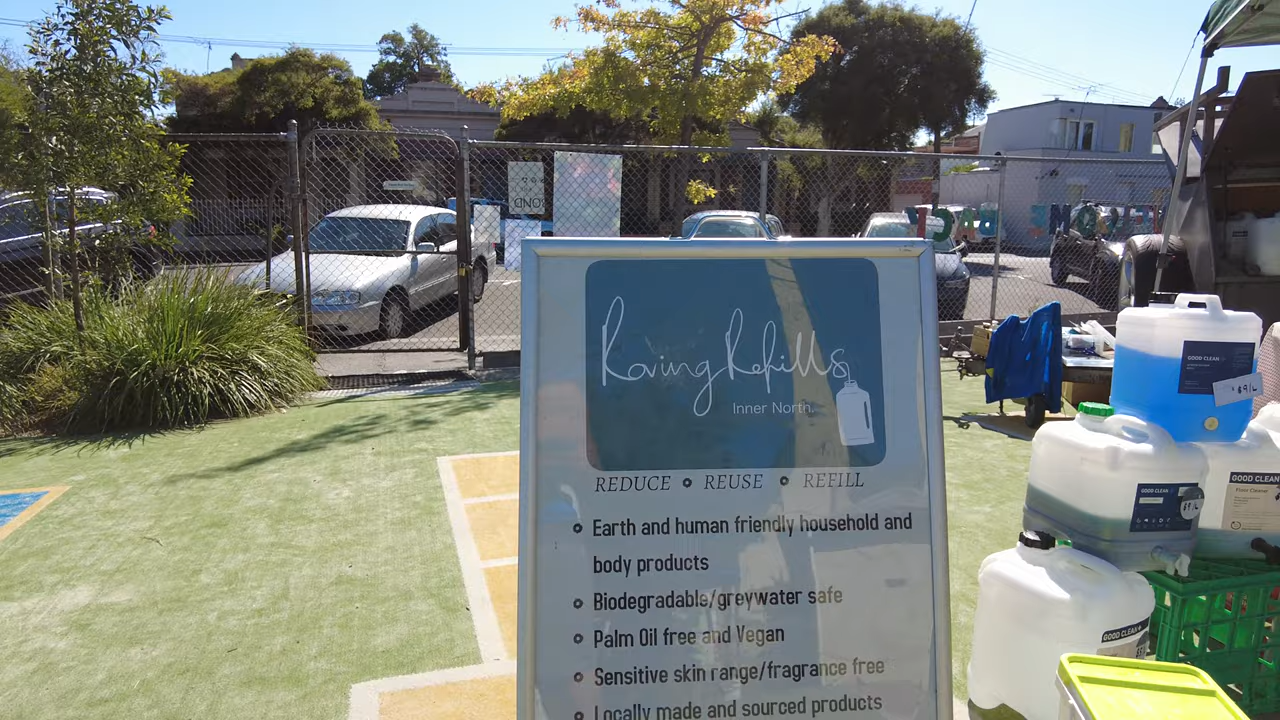 Roving Refills
Inner North.
REDUCE • REUSE • REFILL
• Earth and human friendly household and
body products
• Biodegradable/greywater safe
• Palm Oil free and Vegan
• Sensitive skin range/fragrance free
• Locally made and sourced products
GOOD CLEAN
GOOD CLEAN
GOOD CLEAN
Floor Cleaner
GOOD CLEAN